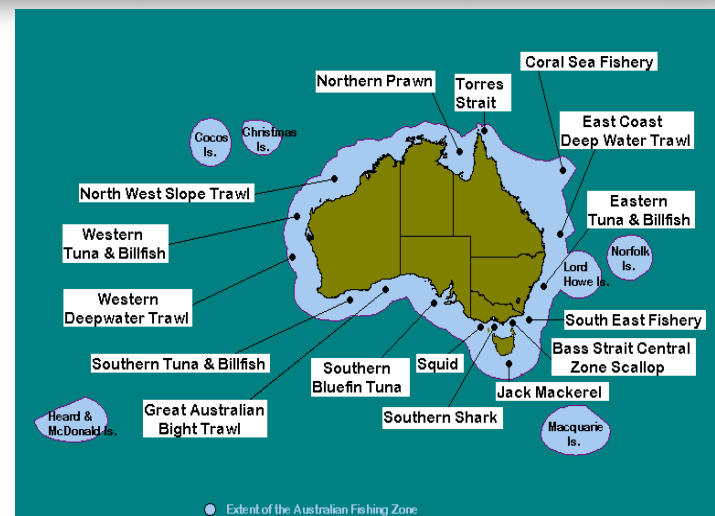 Coral Sea Fishery
Northern Prawn
Torres
Strait
East Coast
Deep Water Trawl
Cocos
Is.
Christmas
Is.
North West Slope Trawl
Eastern
Tuna & Billfish
Western
Tuna & Billfish
Norfolk
Is.
Lord
Howe Is.
Western
Deepwater Trawl
South East Fishery
Southern Tuna & Billfish
Southern
Bluefin Tuna
Squid
Bass Strait Central
Zone Scallop
Jack Mackerel
Great Australian
Bight Trawl
Southern Shark
Heard &
McDonald Is.
Macquarie
Is.
Extent of the Australian Fishing Zone